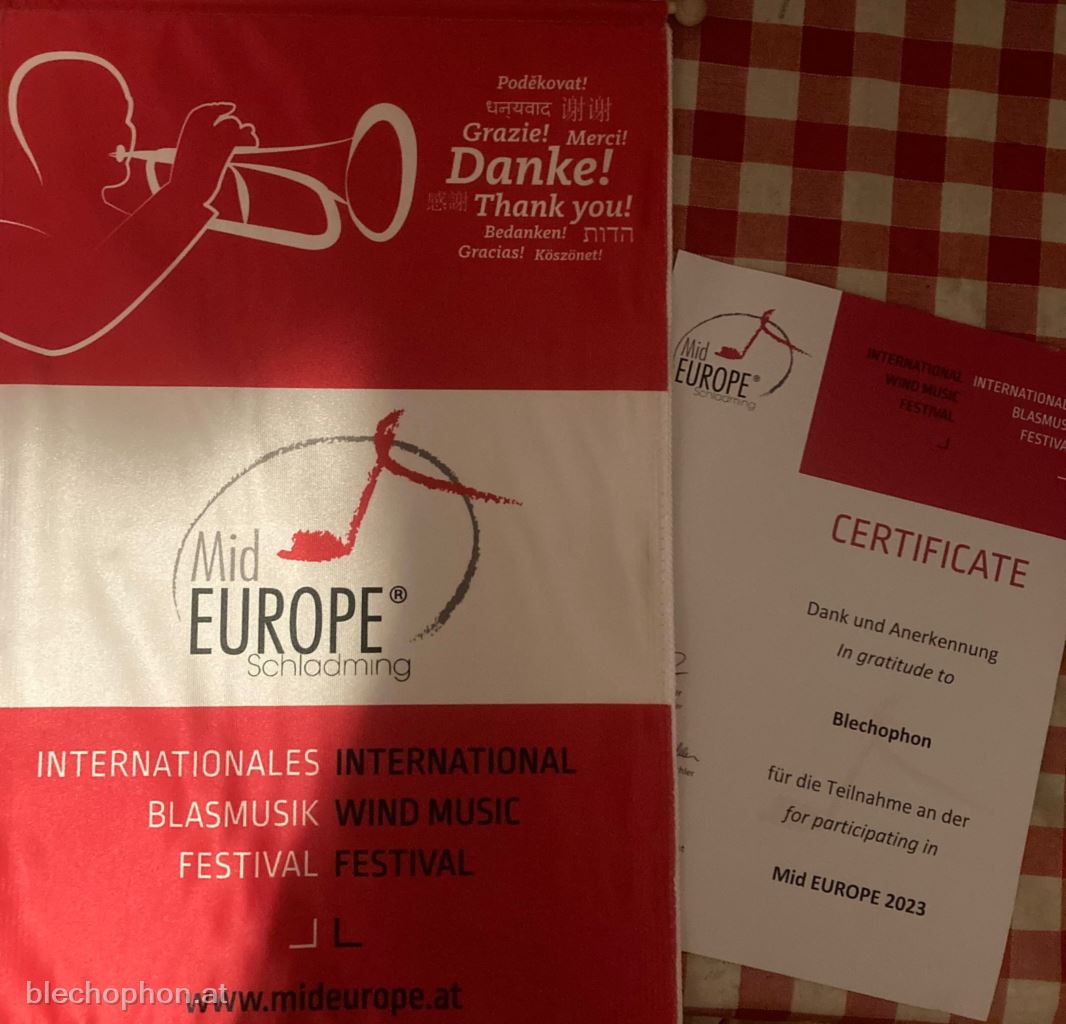 Poděkovat!
धन्यवाद 谢谢
Grazie! Merci!
Danke!
感謝 Thank you!
Bedanken! הדות
Gracias! Köszönet!
Mid
EUROPE®
Schladming
INTERNATIONALES INTERNATIONAL
BLASMUSIK WIND MUSIC
FESTIVAL FESTIVAL
www.mideurope.at
blechophon.at
Mid
EUROPE®
Schladming
INTERNATIONAL
WIND MUSIC
FESTIVAL
INTERNATIONAL
BLASMUS
FESTIVA
CERTIFICATE
Dank und Anerkennung
In gratitude to
Blechophon
für die Teilnahme an der
for participating in
Mid EUROPE 2023